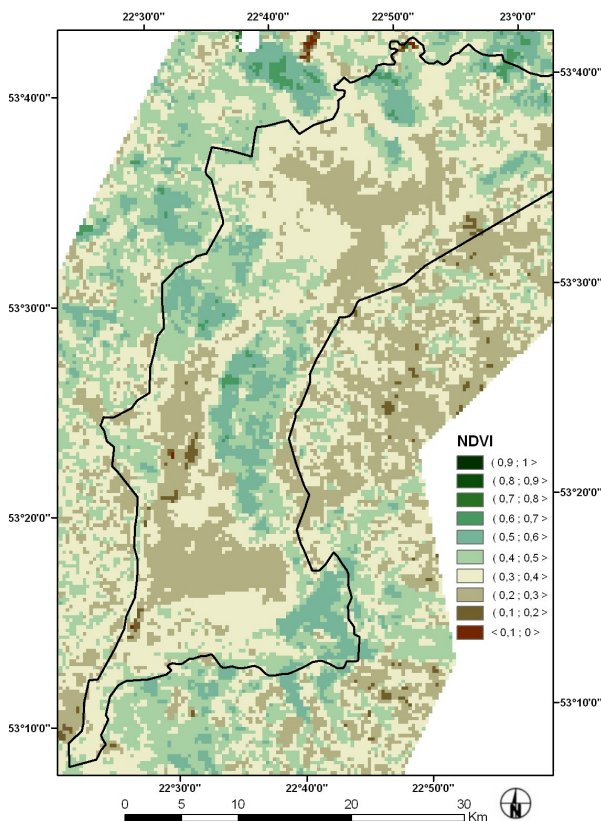 22°30'0'' 22°40'0'' 22°50'0'' 23°0'0''
53°40'0'' 53°40'0''
53°30'0'' 53°30'0''
NDVI
( 0,9 ; 1 >
( 0,8 ; 0,9>
( 0,7 ; 0,8>
( 0,6 ; 0,7>
( 0,5 ; 0,6>
( 0,4 ; 0,5>
( 0,3 ; 0,4>
( 0,2 ; 0,3>
( 0,1 ; 0,2>
< 0,1 ; 0>
53°20'0'' 53°20'0''
53°10'0'' 53°10'0''
22°30'0'' 22°40'0'' 22°50'0''
0 5 10 20 30
Km
N